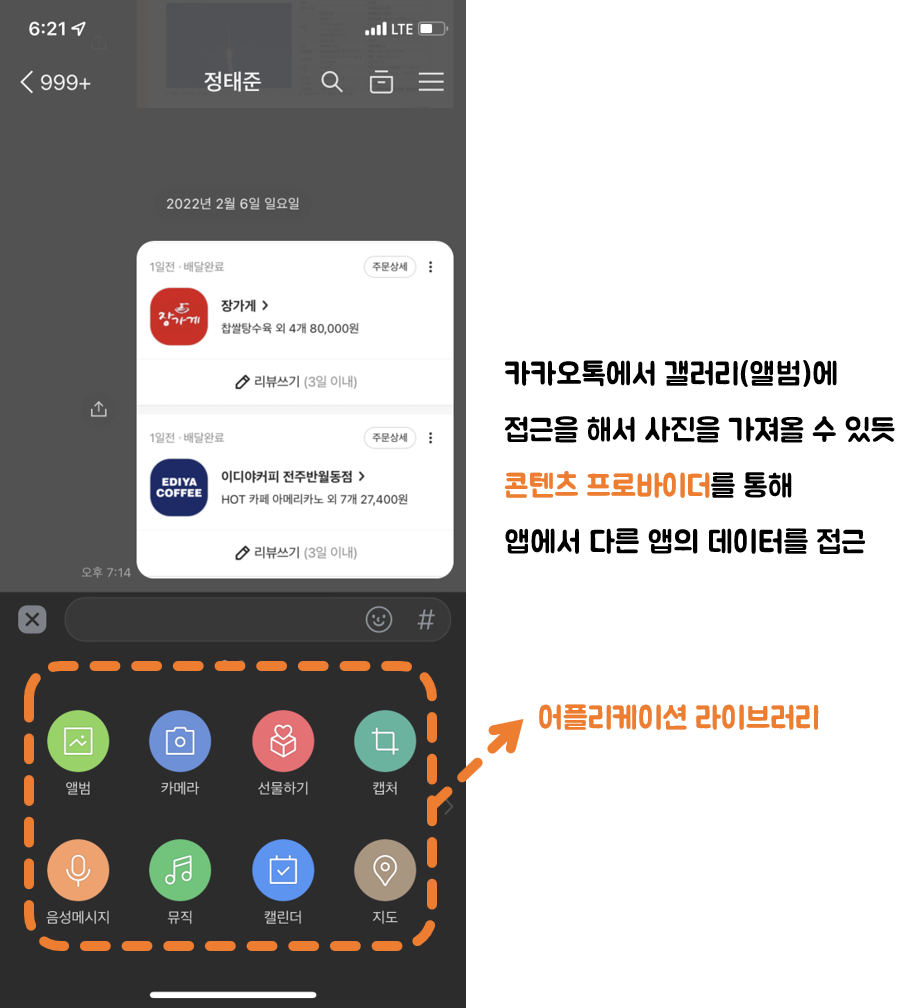 6:21
LTE
999+
정태준
2022년 2월 6일 일요일
1일전 · 배달완료
주문상세
장가게
장가게 >
찹쌀탕수육 외 4개 80,000원
리뷰쓰기 (3일 이내)
1일전 · 배달완료
주문상세
EDIYA
COFFEE
이디야커피 전주반월동점 >
HOT 카페 아메리카노 외 7개 27,400원
리뷰쓰기 (3일 이내)
오후 7:14
#
앨범
카메라
선물하기
캡처
음성메시지
뮤직
캘린더
지도
카카오톡에서 갤러리(앨범)에
접근을 해서 사진을 가져올 수 있듯
콘텐츠 프로바이더를 통해
앱에서 다른 앱의 데이터를 접근
어플리케이션 라이브러리